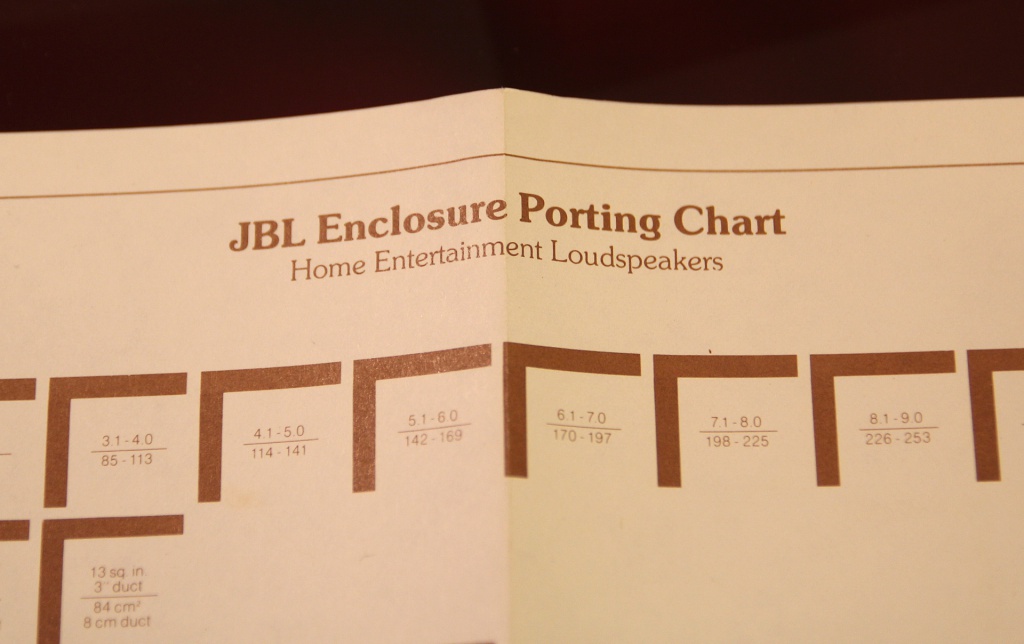 JBL Enclosure Porting Chart
Home Entertainment Loudspeakers
3.1 - 4.0
85 - 113
4.1 - 5.0
114 - 141
5.1 - 6.0
142 - 169
6.1 - 7.0
170 - 197
7.1 - 8.0
198 - 225
8.1 - 9.0
226 - 253
13 sq. in.
3" duct
84 cm²
8 cm duct